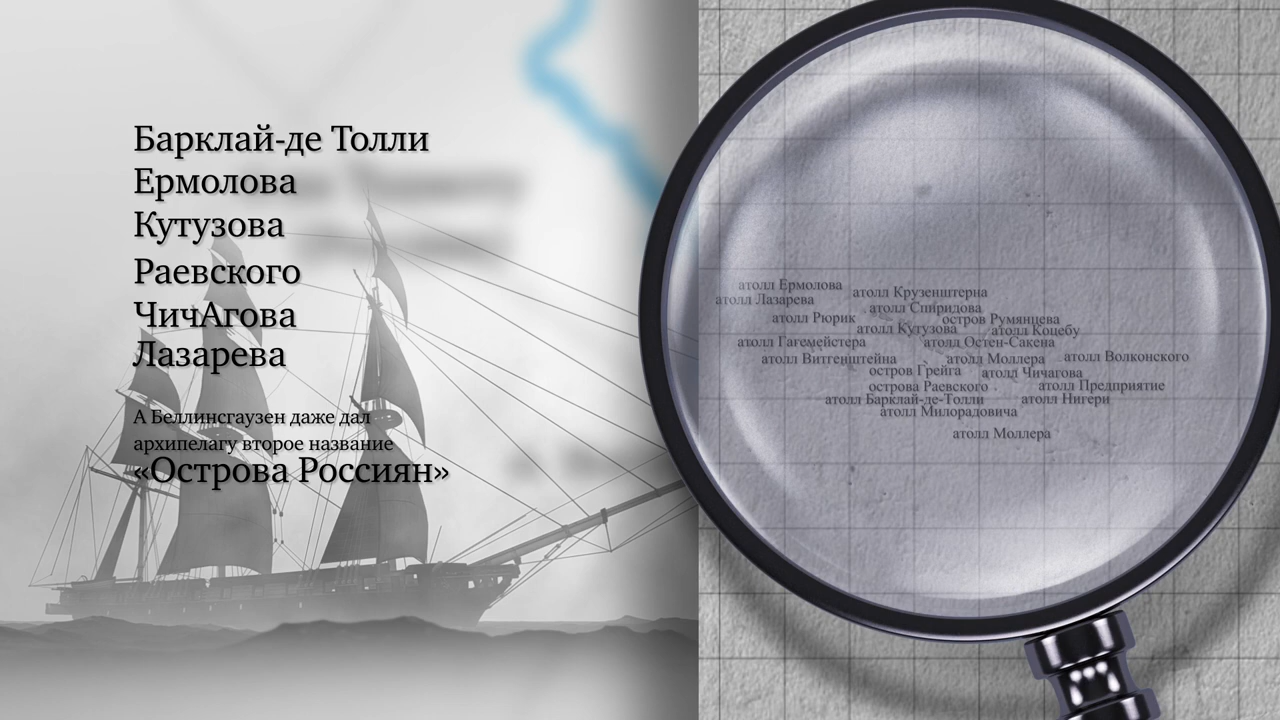 Барклай-де Толли
Ермолова
Кутузова
Раевского
ЧичАгова
Лазарева
А Беллинсгаузен даже дал
архипелагу второе название
«Острова Россиян»
атолл Ермолова
атолл Крузенштерна
атолл Лазарева
атолл Спиридова
атолл Рюрик
остров Румянцева
атолл Кутузова
атолл Коцебу
атолл Гагемейстера
атолл Остен-Сакена
атолл Витгенштейна
атолл Моллера
атолл Волконского
остров Грейга
атолл Чичагова
острова Раевского
атолл Предприятие
атолл Барклай-де-Толли
атолл Нигери
атолл Милорадовича
атолл Моллера